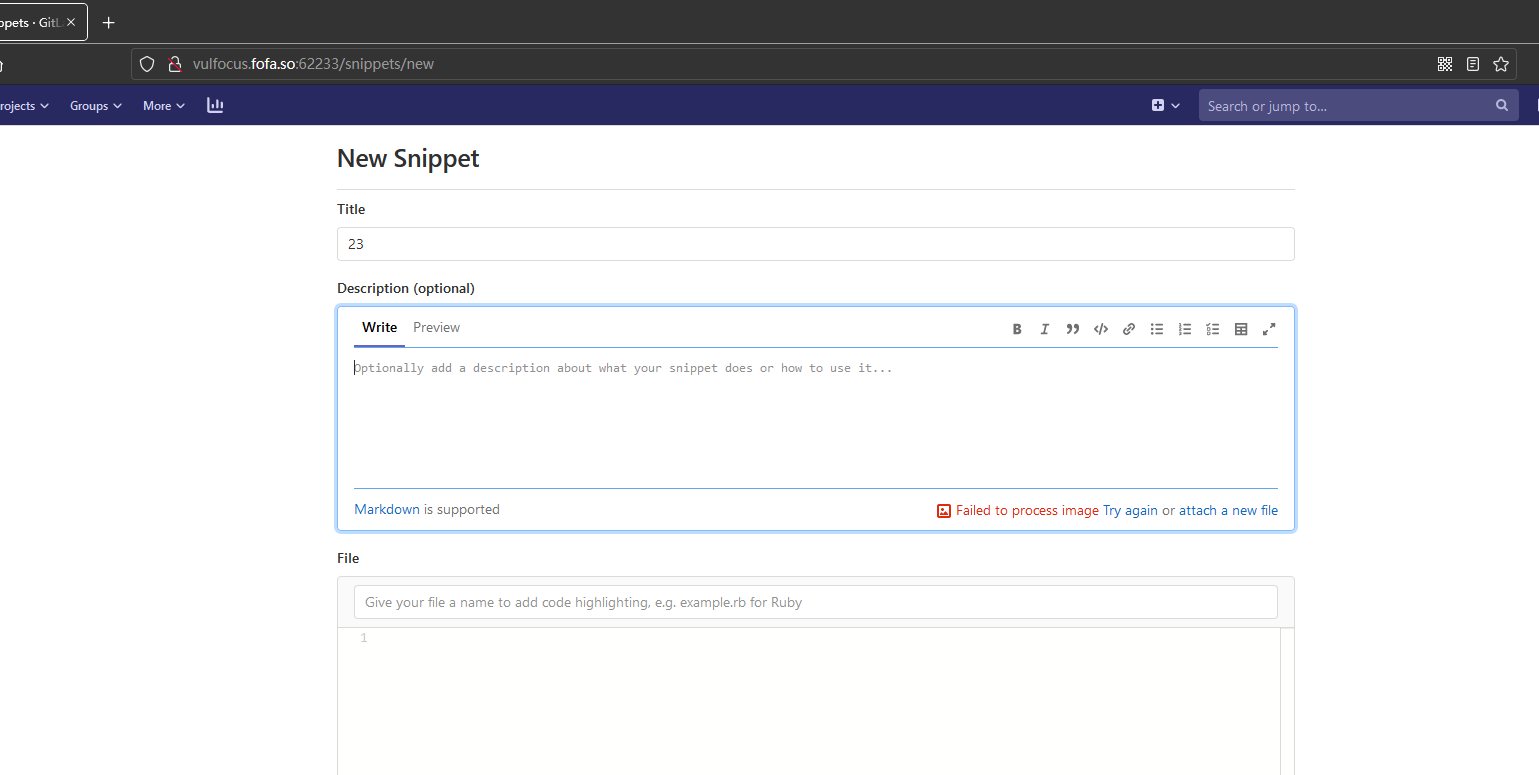 ppets · GitL
vulfocus.fofa.so:62233/snippets/new
rojects Groups More
Search or jump to...
New Snippet
Title
23
Description (optional)
Write Preview
Optionally add a description about what your snippet does or how to use it...
Markdown is supported
Failed to process image Try again or attach a new file
File
Give your file a name to add code highlighting, e.g. example.rb for Ruby
1